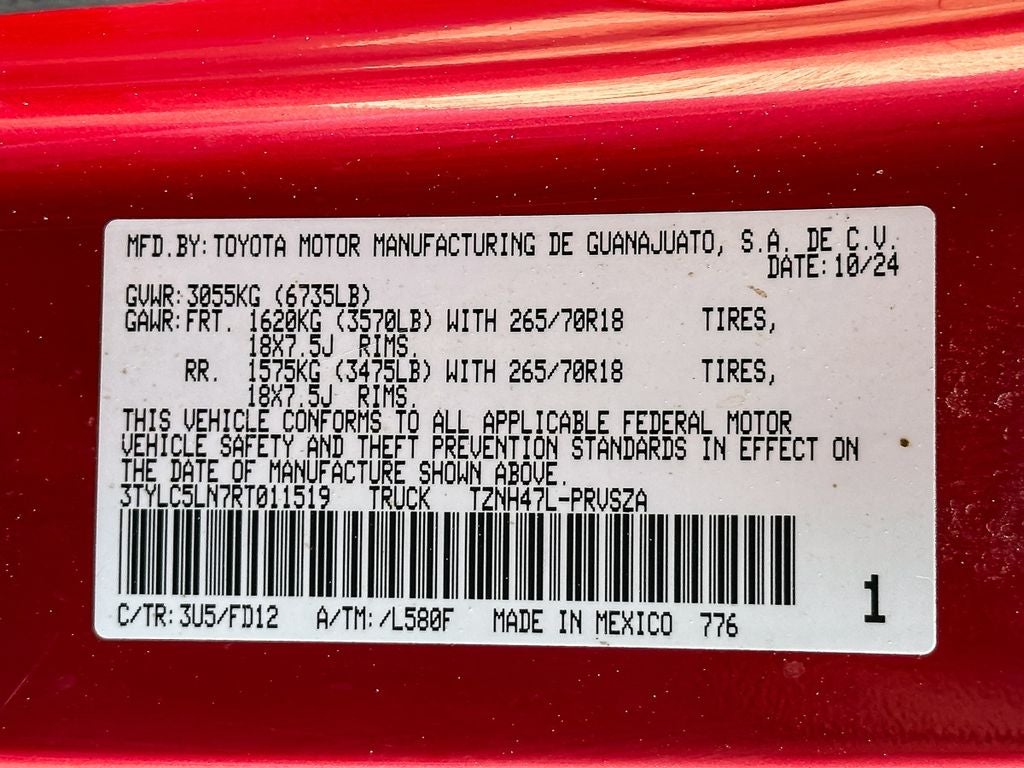 MFD.BY:TOYOTA MOTOR MANUFACTURING DE GUANAJUATO, S.A. DE C.V.
DATE:10/24
GVWR:3055KG (6735LB)
GAWR:FRT. 1620KG (3570LB) WITH 265/70R18 TIRES,
18X7.5J RIMS.
RR. 1575KG (3475LB) WITH 265/70R18 TIRES,
18X7.5J RIMS.
THIS VEHICLE CONFORMS TO ALL APPLICABLE FEDERAL MOTOR
VEHICLE SAFETY AND THEFT PREVENTION STANDARDS IN EFFECT ON
THE DATE OF MANUFACTURE SHOWN ABOVE.
3TYLC5LN7RT011519 TRUCK TZNH47L-PRVSZA
C/TR:3U5/FD12 A/TM:/L580F MADE IN MEXICO 776
1